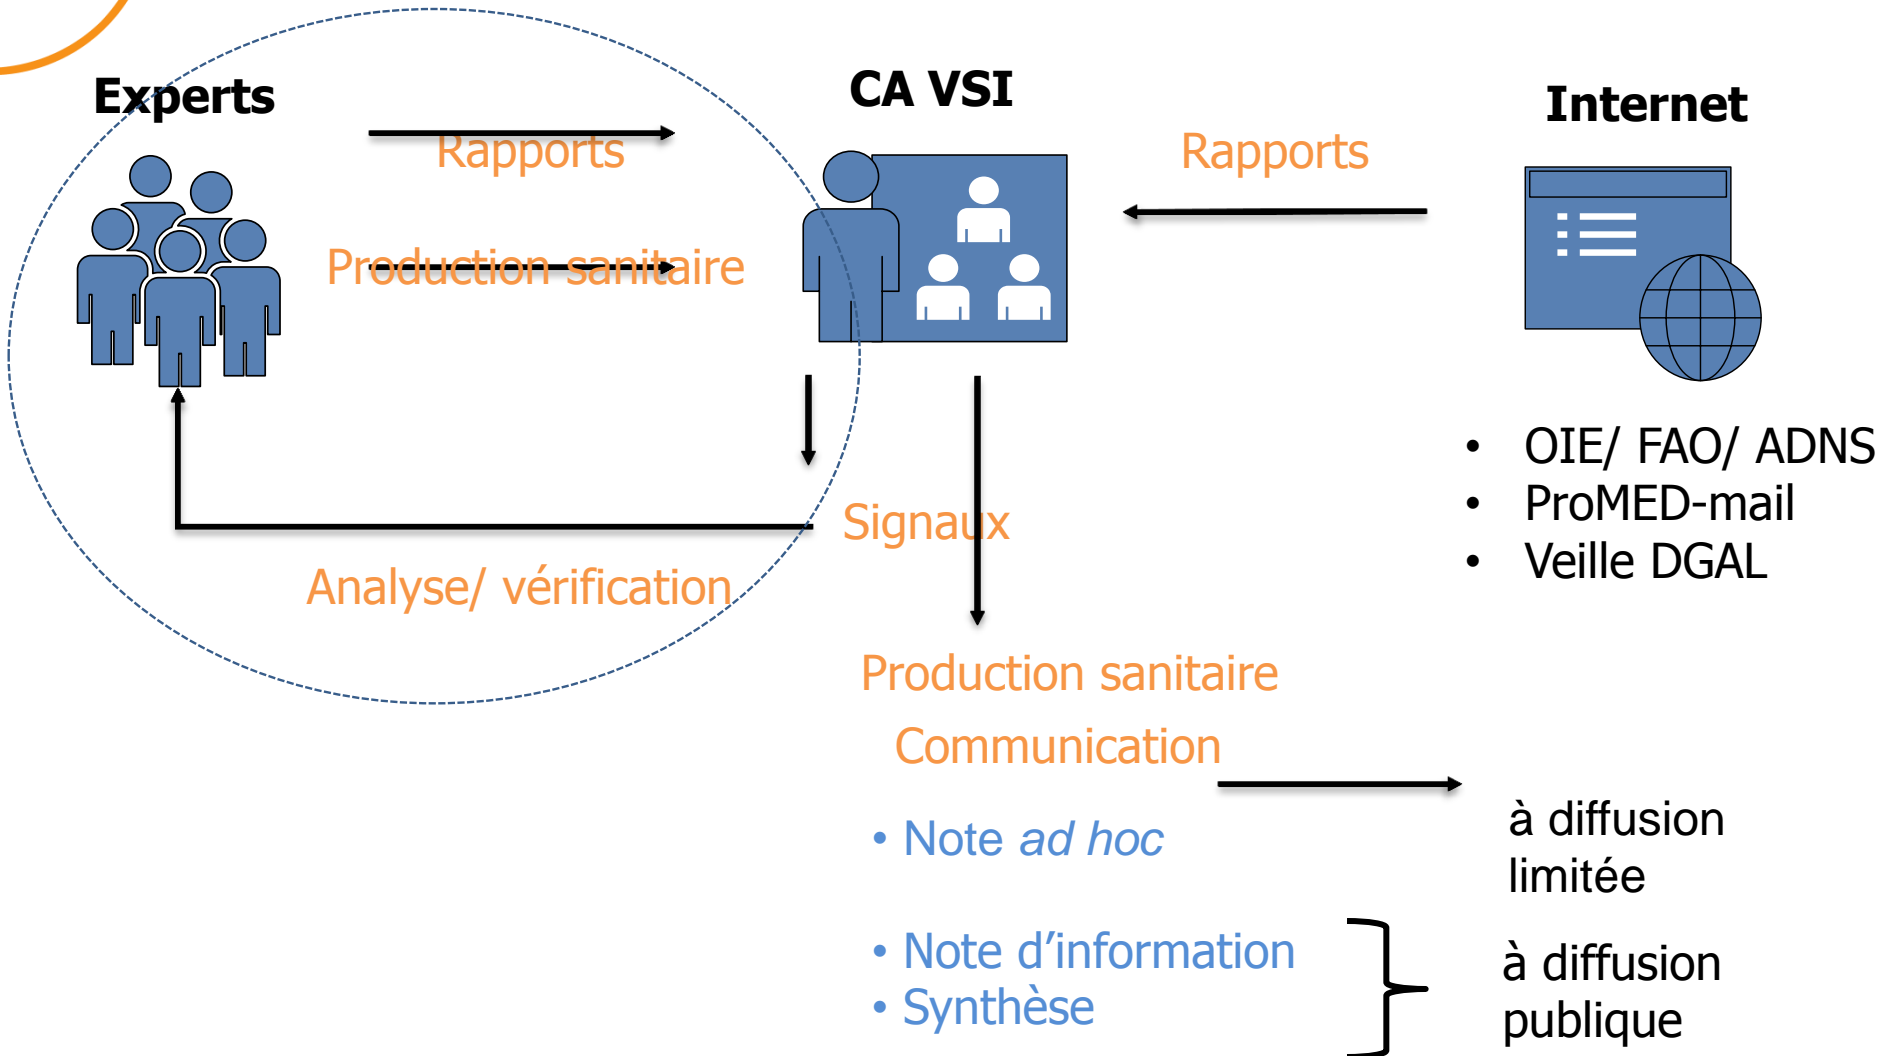 Experts
CA VSI
Internet
Rapports
Rapports
Production sanitaire
• OIE/ FAO/ ADNS
• ProMED-mail
• Veille DGAL
Signaux
Analyse/ vérification
Production sanitaire
Communication
• Note ad hoc
à diffusion
limitée
• Note d’information
• Synthèse
à diffusion
publique